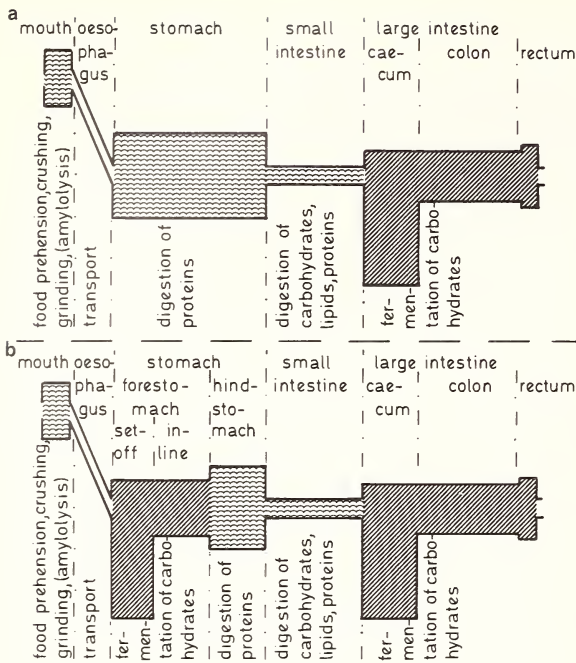 a
mouth oeso-
pha-
gus
stomach
small
intestine
large intestine
cae-
cum
colon
rectum
food prehension,crushing,
grinding,(amylolysis)
transport
digestion of
proteins
digestion of
carbohydrates,
lipids,proteins
fer-
men-
tation of carbo-
hydrates
b
mouth oeso-
pha-
gus
stomach
foresto-
mach
set-
off
in-
line
hind-
sto-
mach
small
intestine
large intestine
cae-
cum
colon
rectum
food prehension,crushing,
grinding,(amylolysis)
transport
fer-
men-
tation of carbo-
hydrates
digestion of
proteins
digestion of
carbohydrates,
lipids,proteins
fer-
men-
tation of carbo-
hydrates